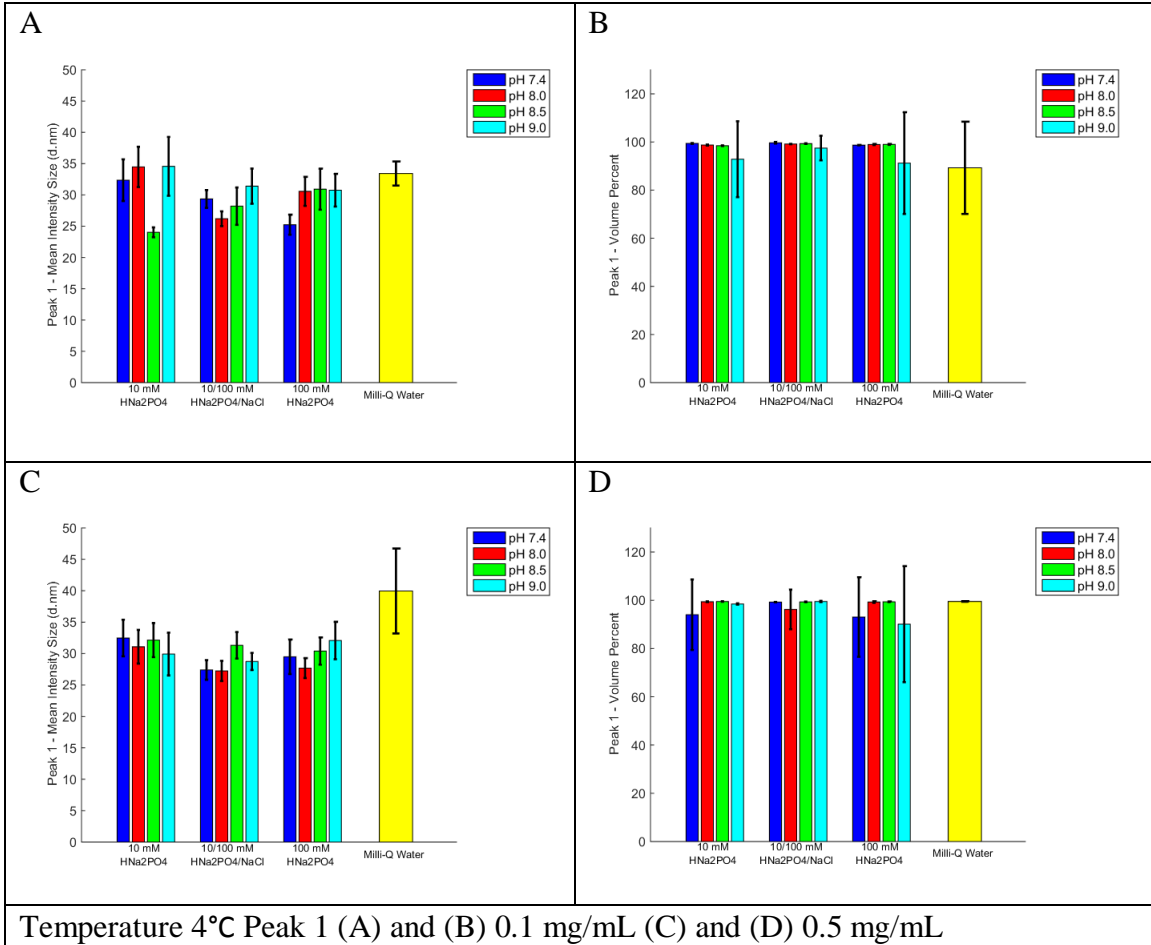 A
50
45
40
35
30
25
20
15
10
5
0
Peak 1 - Mean Intensity Size (d.nm)
pH 7.4
pH 8.0
pH 8.5
pH 9.0
10 mM
HNa2PO4
10/100 mM
HNa2PO4/NaCl
100 mM
HNa2PO4
Milli-Q Water
B
120
100
80
60
40
20
0
Peak 1 - Volume Percent
pH 7.4
pH 8.0
pH 8.5
pH 9.0
10 mM
HNa2PO4
10/100 mM
HNa2PO4/NaCl
100 mM
HNa2PO4
Milli-Q Water
C
50
45
40
35
30
25
20
15
10
5
0
Peak 1 - Mean Intensity Size (d.nm)
pH 7.4
pH 8.0
pH 8.5
pH 9.0
10 mM
HNa2PO4
10/100 mM
HNa2PO4/NaCl
100 mM
HNa2PO4
Milli-Q Water
D
120
100
80
60
40
20
0
Peak 1 - Volume Percent
pH 7.4
pH 8.0
pH 8.5
pH 9.0
10 mM
HNa2PO4
10/100 mM
HNa2PO4/NaCl
100 mM
HNa2PO4
Milli-Q Water
Temperature 4°C Peak 1 (A) and (B) 0.1 mg/mL (C) and (D) 0.5 mg/mL